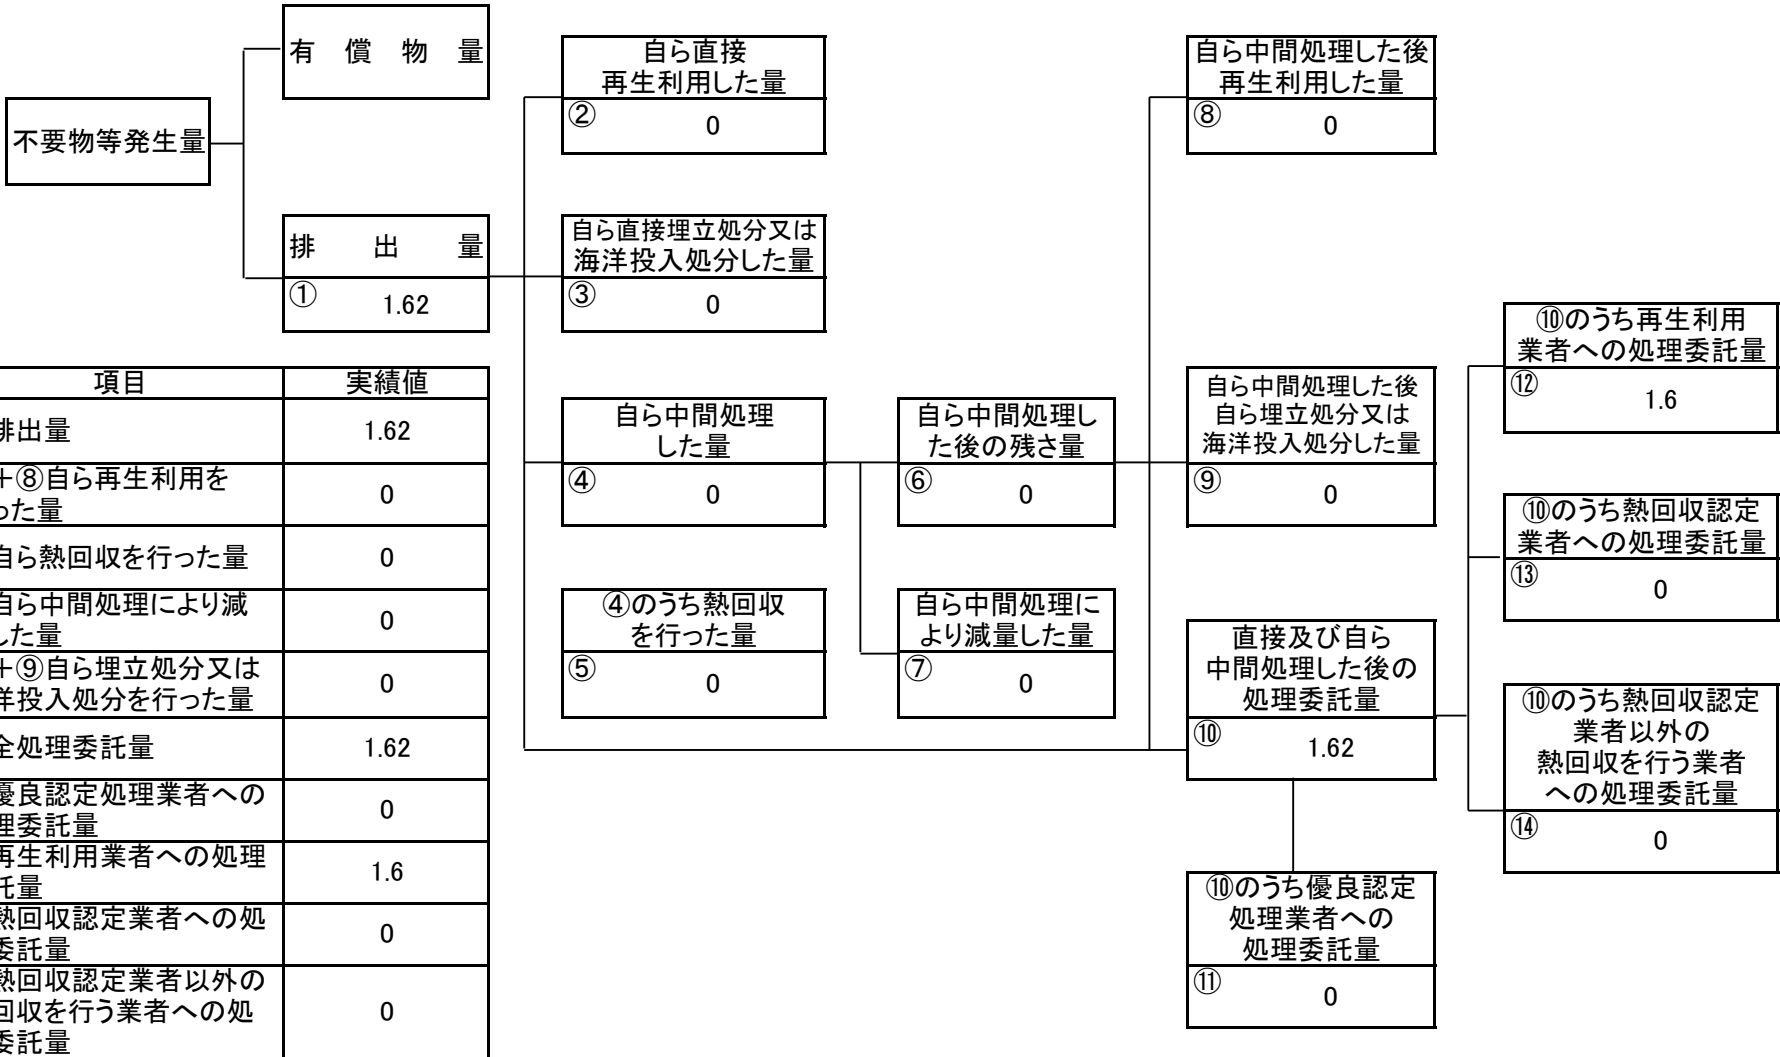 有償物量
不要物等発生量
排出量
① 1.62
自ら直接
再生利用した量
② 0
自ら直接埋立処分又は
海洋投入処分した量
③ 0
自ら中間処理
した量
④ 0
④のうち熱回収
を行った量
⑤ 0
自ら中間処理し
た後の残さ量
⑥ 0
自ら中間処理に
より減量した量
⑦ 0
自ら中間処理した後
再生利用した量
⑧ 0
自ら中間処理した後
自ら埋立処分又は
海洋投入処分した量
⑨ 0
直接及び自ら
中間処理した後の
処理委託量
⑩ 1.62
⑩のうち優良認定
処理業者への
処理委託量
⑪ 0
⑩のうち再生利用
業者への処理委託量
⑫ 1.6
⑩のうち熱回収認定
業者への処理委託量
⑬ 0
⑩のうち熱回収認定
業者以外の
熱回収を行う業者
への処理委託量
⑭ 0
項目 実績値
排出量 1.62
+⑧自ら再生利用を
った量 0
自ら熱回収を行った量 0
自ら中間処理により減
した量 0
+⑨自ら埋立処分又は
洋投入処分を行った量 0
全処理委託量 1.62
優良認定処理業者への
理委託量 0
再生利用業者への処理
託量 1.6
熱回収認定業者への処
委託量 0
熱回収認定業者以外の
回収を行う業者への処
委託量 0